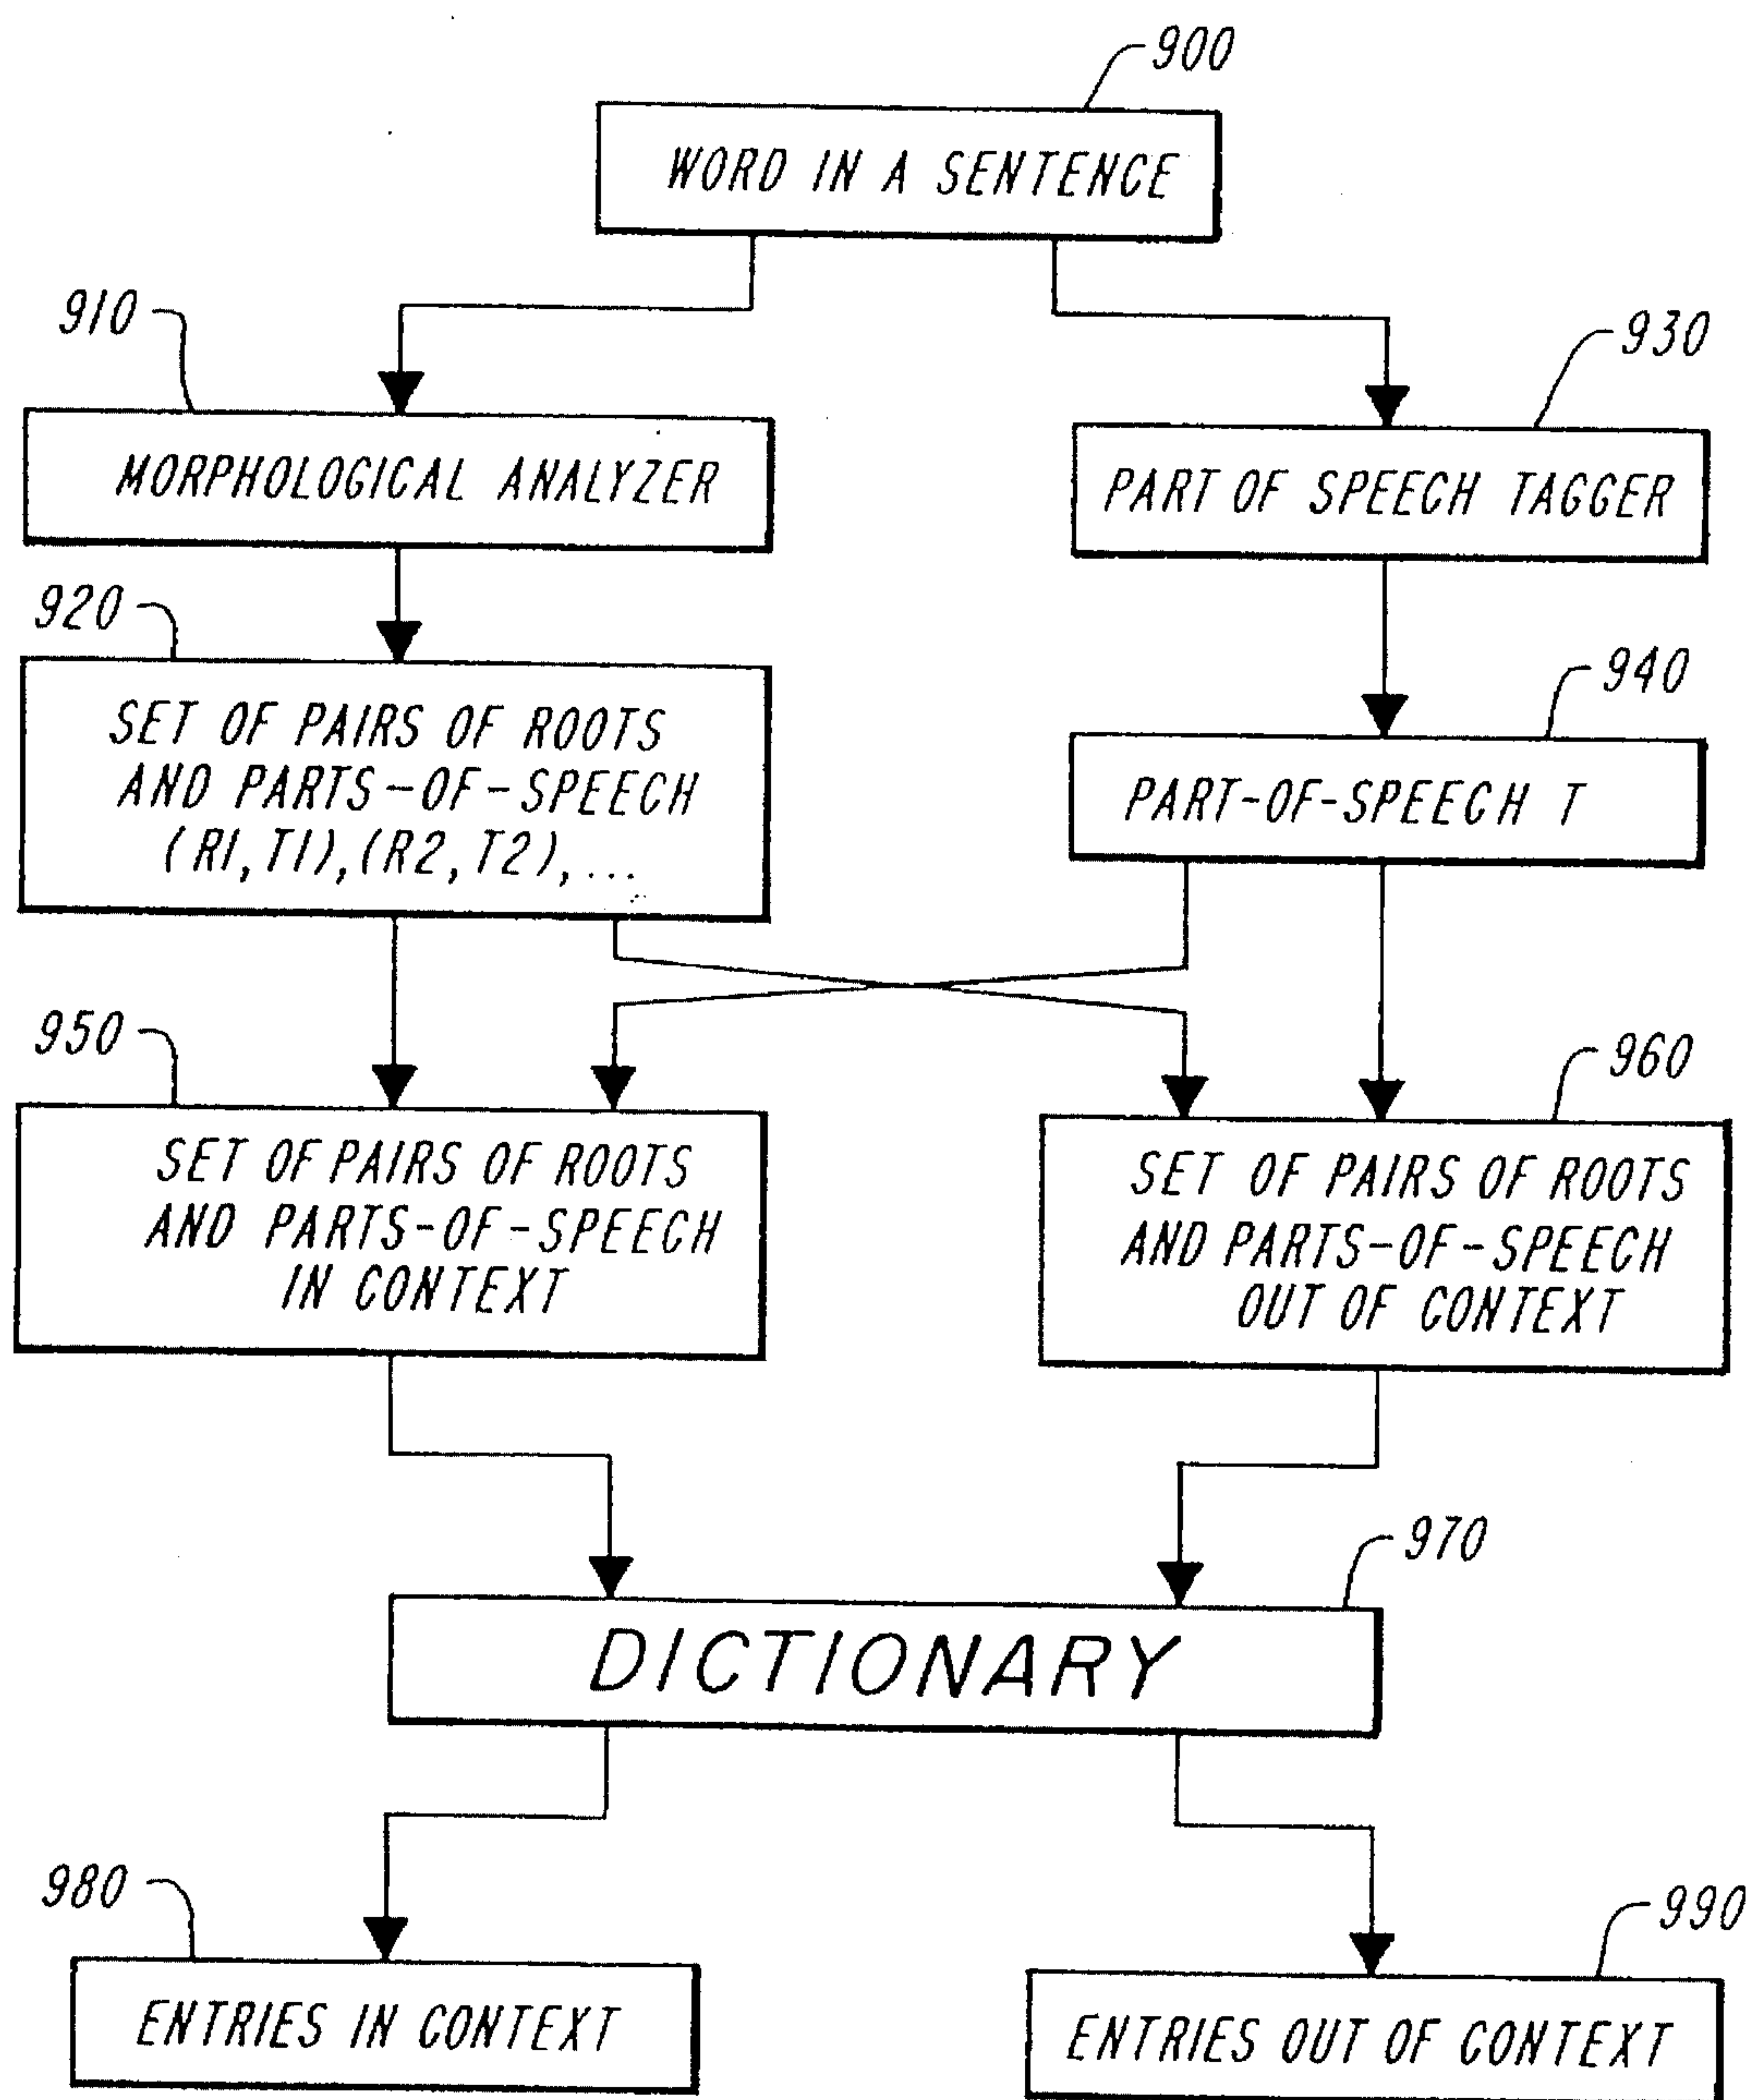 900
WORD IN A SENTENCE
910
930
MORPHOLOGICAL ANALYZER
PART OF SPEECH TAGGER
920
940
SET OF PAIRS OF ROOTS
AND PARTS-OF-SPEECH
(R1,T1),(R2,T2),...
PART-OF-SPEECH T
950
960
SET OF PAIRS OF ROOTS
AND PARTS-OF-SPEECH
IN CONTEXT
SET OF PAIRS OF ROOTS
AND PARTS-OF-SPEECH
OUT OF CONTEXT
970
DICTIONARY
980
990
ENTRIES IN CONTEXT
ENTRIES OUT OF CONTEXT